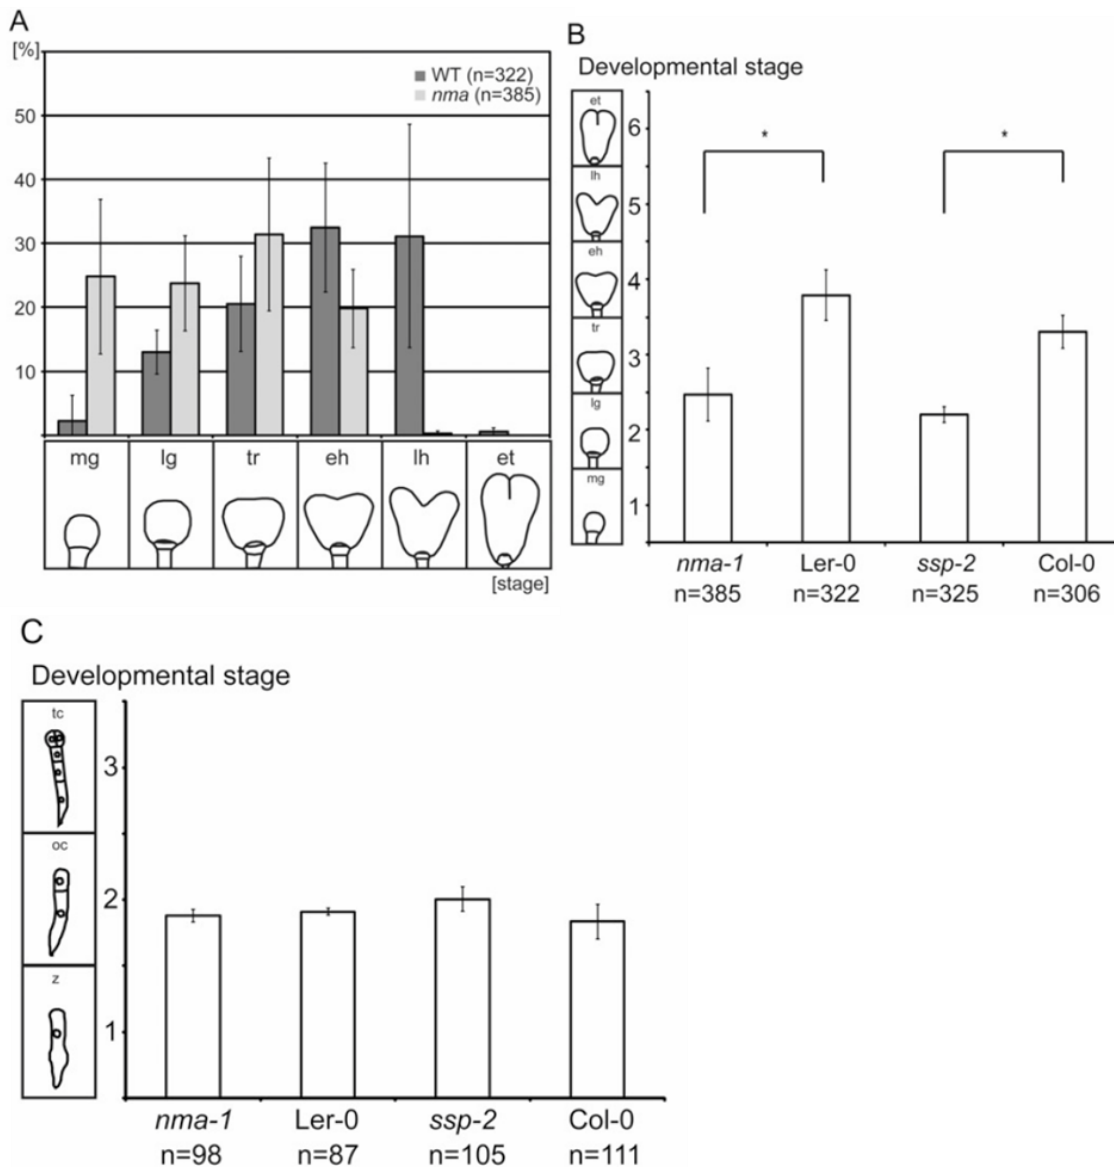 A
[%]
WT (n=322)
nma (n=385)
50
40
30
20
10
mg lg tr eh lh et
[stage]
B
Developmental stage
et
lh
eh
tr
lg
mg
6
5
4
3
2
1
* *
nma-1 Ler-0 ssp-2 Col-0
n=385 n=322 n=325 n=306
C
Developmental stage
tc
oc
z
3
2
1
nma-1 Ler-0 ssp-2 Col-0
n=98 n=87 n=105 n=111